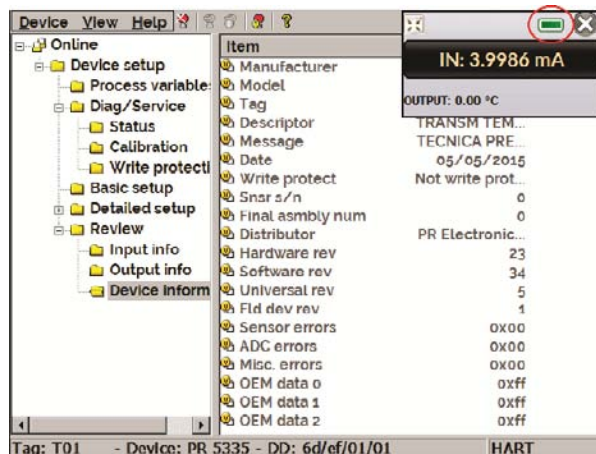 Device View Help
Online
Device setup
Process variable
Diag/Service
Status
Calibration
Write protecti
Basic setup
Detailed setup
Review
Input info
Output info
Device Inform
Item
Manufacturer
Model
Tag
Descriptor TRANSM TEM...
Message TECNICA PRE...
Date 05/05/2015
Write protect Not write prot...
Snsr s/n 0
Final asmbly num 0
Distributor PR Electronic...
Hardware rev 23
Software rev 34
Universal rev 5
Fld dev rev 1
Sensor errors 0x00
ADC errors 0x00
Misc. errors 0x00
OEM data 0 0xff
OEM data 1 0xff
OEM data 2 0xff
IN: 3.9986 mA
OUTPUT: 0.00 °C
Tag: T01 - Device: PR 5335 - DD: 6d/ef/01/01 HART